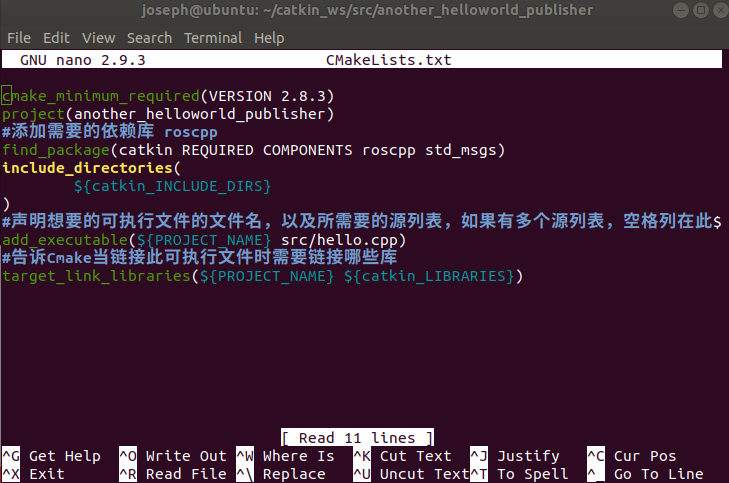 joseph@ubuntu: ~/catkin_ws/src/another_helloworld_publisher
File Edit View Search Terminal Help
GNU nano 2.9.3 CMakeLists.txt
cmake_minimum_required(VERSION 2.8.3)
project(another_helloworld_publisher)
#添加需要的依赖库 roscpp
find_package(catkin REQUIRED COMPONENTS roscpp std_msgs)
include_directories(
${catkin_INCLUDE_DIRS}
)
#声明想要的可执行文件的文件名，以及所需要的源列表，如果有多个源列表，空格列在此$
add_executable(${PROJECT_NAME} src/hello.cpp)
#告诉Cmake当链接此可执行文件时需要链接哪些库
target_link_libraries(${PROJECT_NAME} ${catkin_LIBRARIES})
[ Read 11 lines ]
^G Get Help ^O Write Out ^W Where Is ^K Cut Text ^J Justify ^C Cur Pos
^X Exit ^R Read File ^\ Replace ^U Uncut Text ^T To Spell ^_ Go To Line